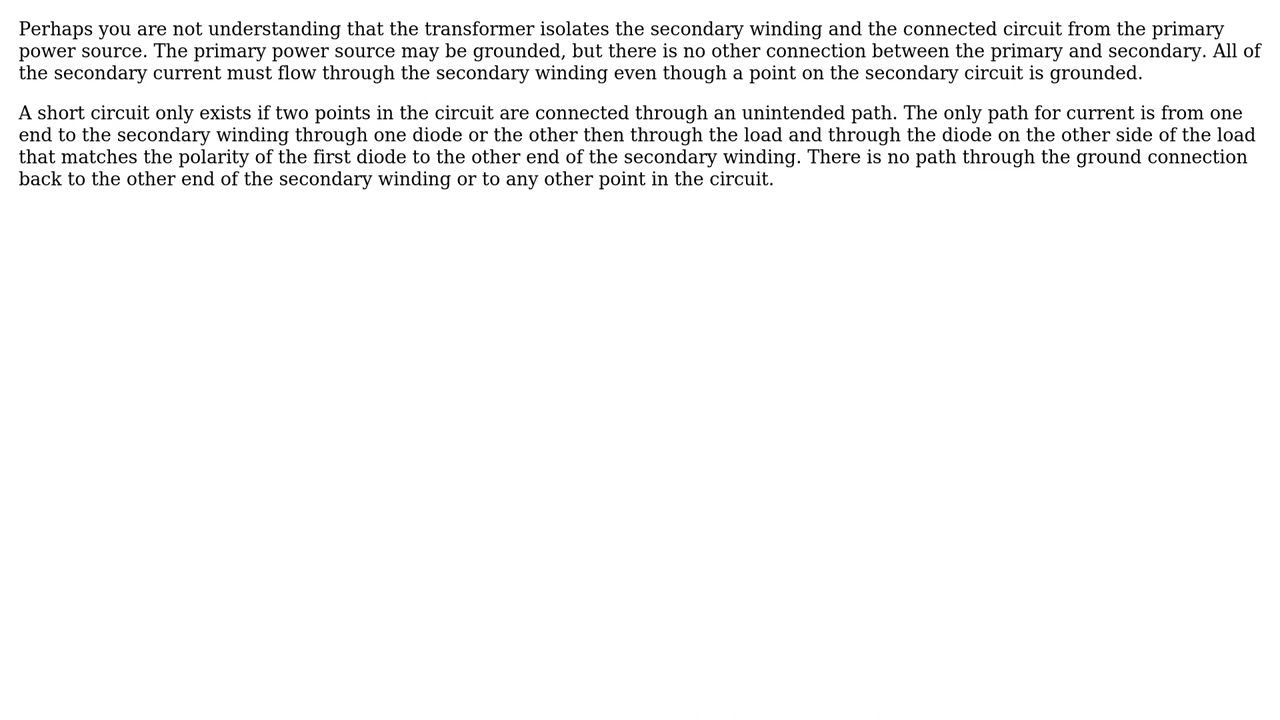 Perhaps you are not understanding that the transformer isolates the secondary winding and the connected circuit from the primary
power source. The primary power source may be grounded, but there is no other connection between the primary and secondary. All of
the secondary current must flow through the secondary winding even though a point on the secondary circuit is grounded.
A short circuit only exists if two points in the circuit are connected through an unintended path. The only path for current is from one
end to the secondary winding through one diode or the other then through the load and through the diode on the other side of the load
that matches the polarity of the first diode to the other end of the secondary winding. There is no path through the ground connection
back to the other end of the secondary winding or to any other point in the circuit.